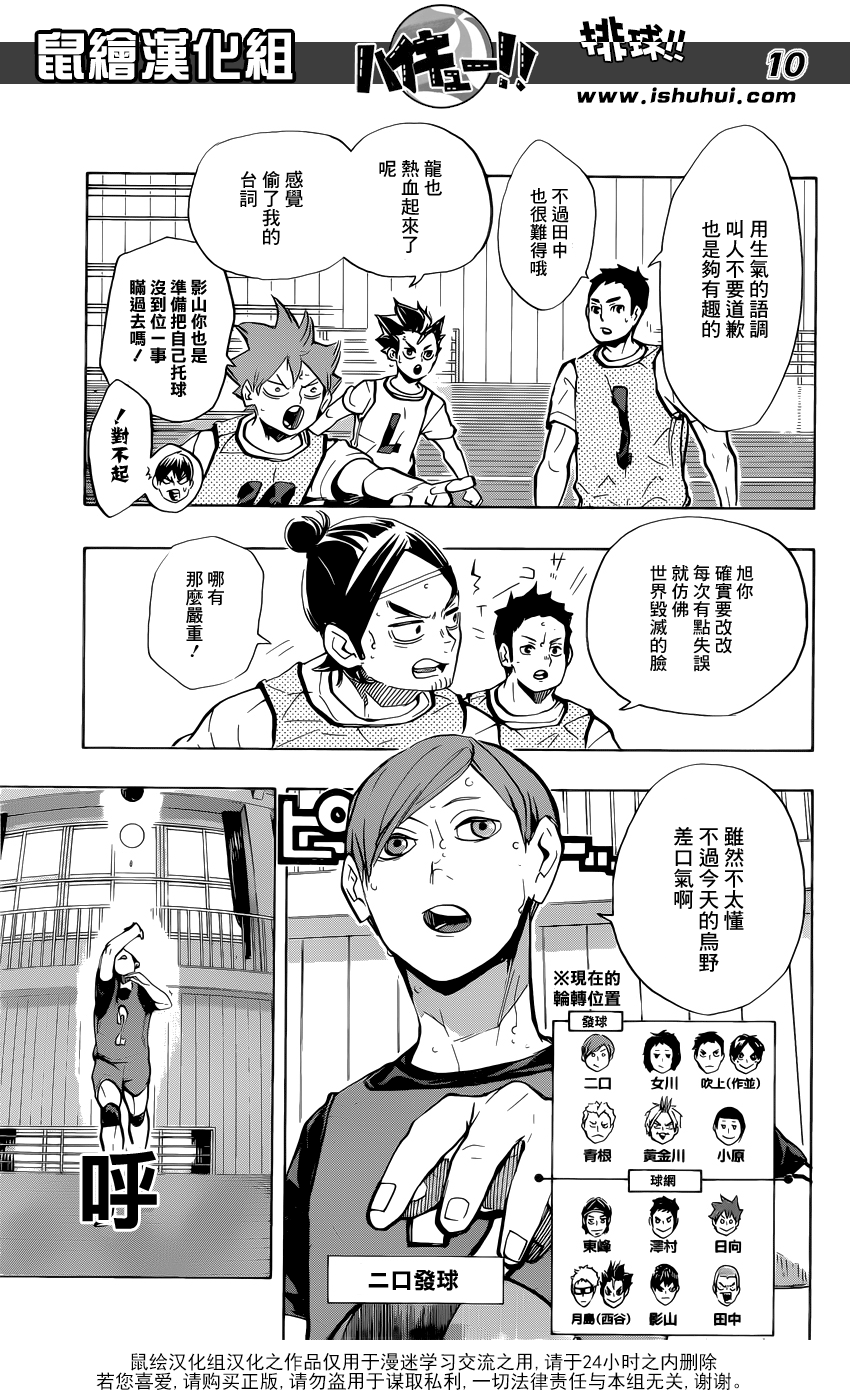 鼠繪漢化組
ハイキュー!!
排球!!
10
www.ishuhui.com
用生氣的語調
叫人不要道歉
也是夠有趣的
不過田中
也很難得哦
龍也
熱血起來了
呢
感覺
偷了我的
台詞
影山你也是
準備把自己托球
沒到位一事
瞞過去嗎！
！對不起
旭你
確實要改改
每次有點失誤
就仿佛
世界毀滅的臉
哪有
那麼嚴重！
雖然不太懂
不過今天的烏野
差口氣啊
ピ
呼
二口發球
※現在的
輪轉位置
發球
二口
女川
吹上(作並)
青根
黃金川
小原
球網
東峰
澤村
日向
月島(西谷)
影山
田中
鼠绘汉化组汉化之作品仅用于漫迷学习交流之用, 请于24小时之内删除
若您喜爱, 请购买正版, 请勿盗用于谋取私利, 一切法律责任与本组无关, 谢谢。